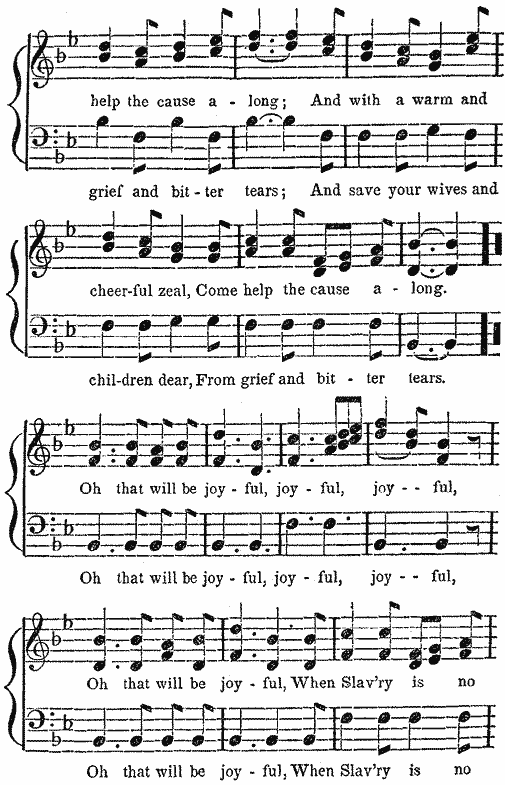 help the cause a - long; And with a warm and
grief and bit - ter tears; And save your wives and
cheer-ful zeal, Come help the cause a - long.
chil-dren dear, From grief and bit - ter tears.
Oh that will be joy - ful, joy - ful, joy - - ful,
Oh that will be joy - ful, joy - ful, joy - - ful,
Oh that will be joy - ful, When Slav'ry is no
Oh that will be joy - ful, When Slav'ry is no